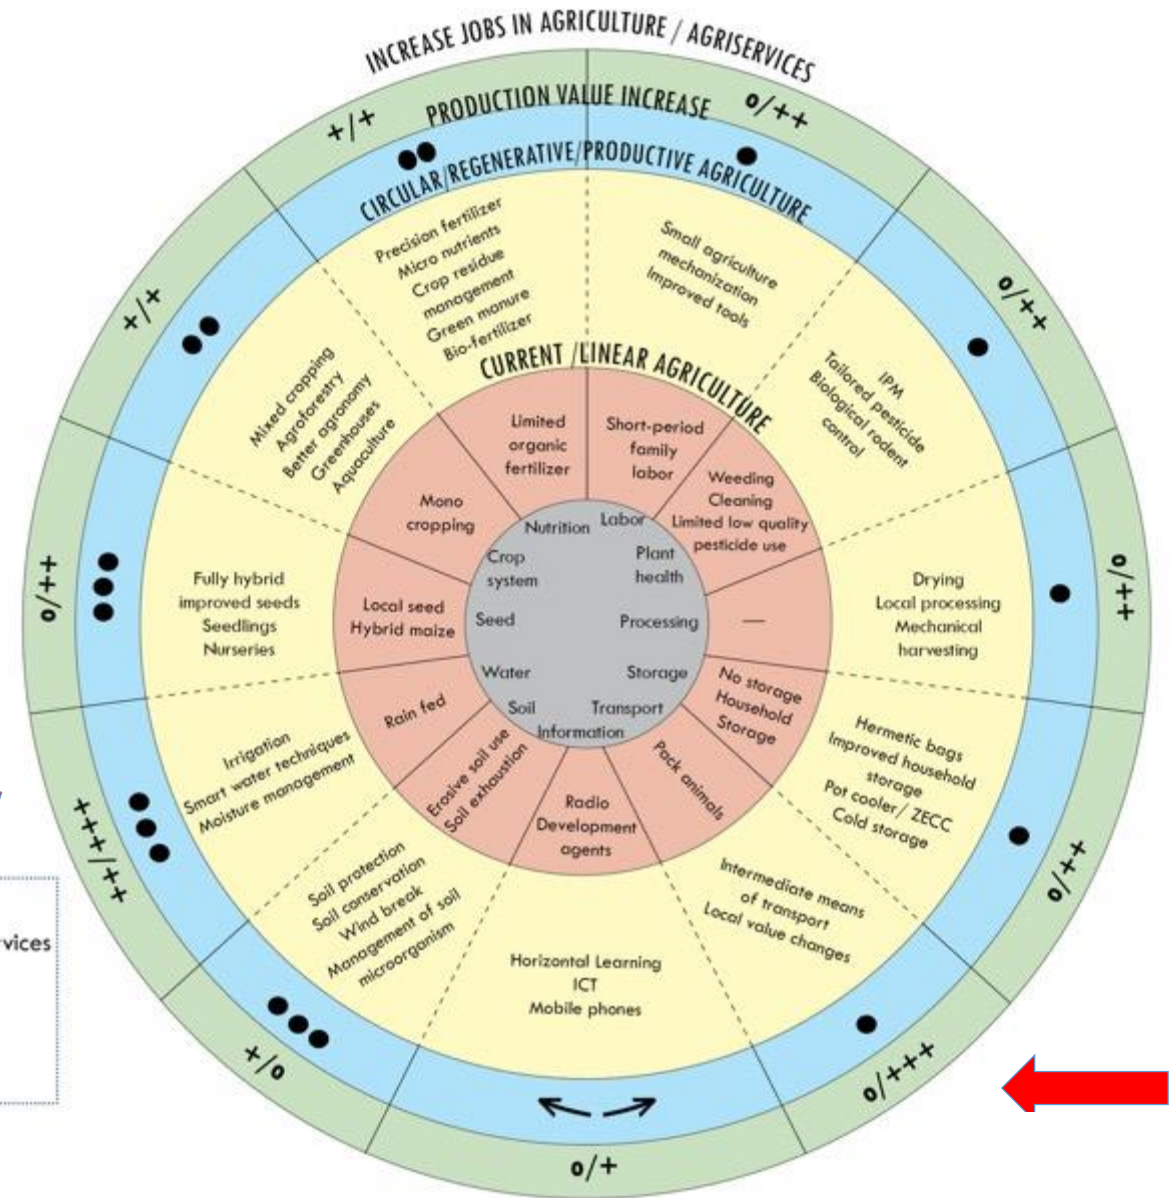 INCREASE JOBS IN AGRICULTURE / AGRISERVICES
PRODUCTION VALUE INCREASE
CIRCULAR/REGENERATIVE/PRODUCTIVE AGRICULTURE
CURRENT /LINEAR AGRICULTURE
+/+
o/++
o/++
o/++
o/++
o/+++
o/+
+/o
+++/++
o/++
+/+
Precision fertilizer
Micro nutrients
Crop residue
management
Green manure
Bio-fertilizer
Small agriculture
mechanization
Improved tools
IPM
Tailored pesticide
Biological rodent
control
Drying
Local processing
Mechanical
harvesting
Hermetic bags
Improved household
storage
Pot cooler/ ZECC
Cold storage
Intermediate means
of transport
Local value changes
Horizontal Learning
ICT
Mobile phones
Soil protection
Soil conservation
Wind break
Management of soil
microorganism
Irrigation
Smart water techniques
Moisture management
Fully hybrid
improved seeds
Seedlings
Nurseries
Mixed cropping
Agroforestry
Better agronomy
Greenhouses
Aquaculture
Limited
organic
fertilizer
Short-period
family
labor
Weeding
Cleaning
Limited low quality
pesticide use
—
No storage
Household
Storage
Pack animals
Radio
Development
agents
Erosive soil use
Soil exhaustion
Rain fed
Local seed
Hybrid maize
Mono
cropping
Nutrition
Labor
Plant
health
Processing
Storage
Transport
Information
Soil
Water
Seed
Crop
system
vices